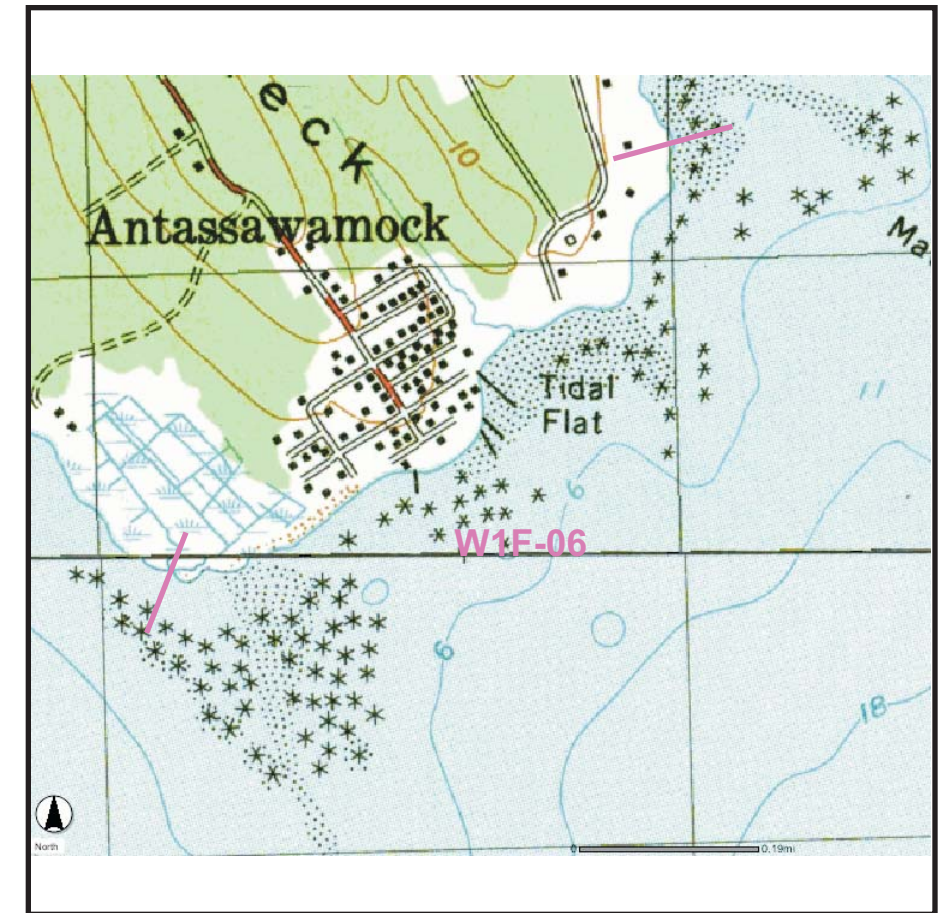 eck
10
Antassawamock
Ma
Tidal
Flat
11
6
W1F-06
6
18
North
0 0.19mi